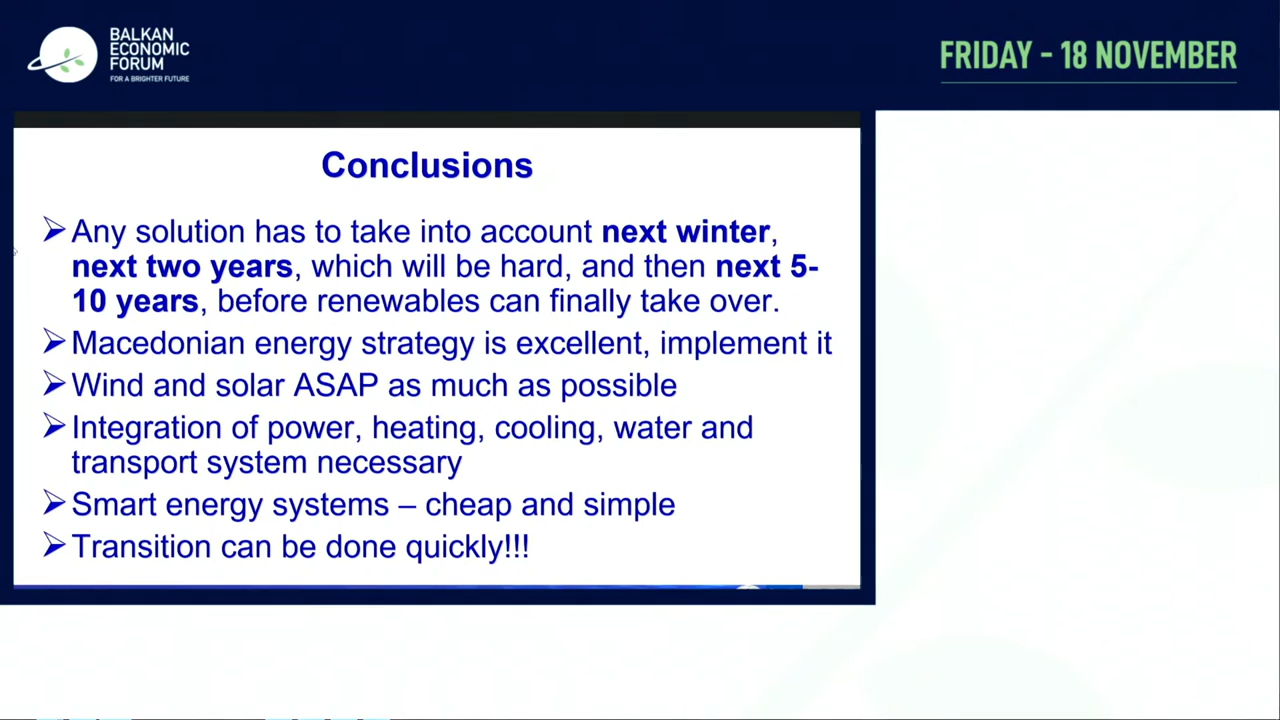 BALKAN
ECONOMIC
FORUM
FOR A BRIGHTER FUTURE
FRIDAY - 18 NOVEMBER
Conclusions
➢Any solution has to take into account next winter,
next two years, which will be hard, and then next 5-
10 years, before renewables can finally take over.
➢Macedonian energy strategy is excellent, implement it
➢Wind and solar ASAP as much as possible
➢Integration of power, heating, cooling, water and
transport system necessary
➢Smart energy systems – cheap and simple
➢Transition can be done quickly!!!